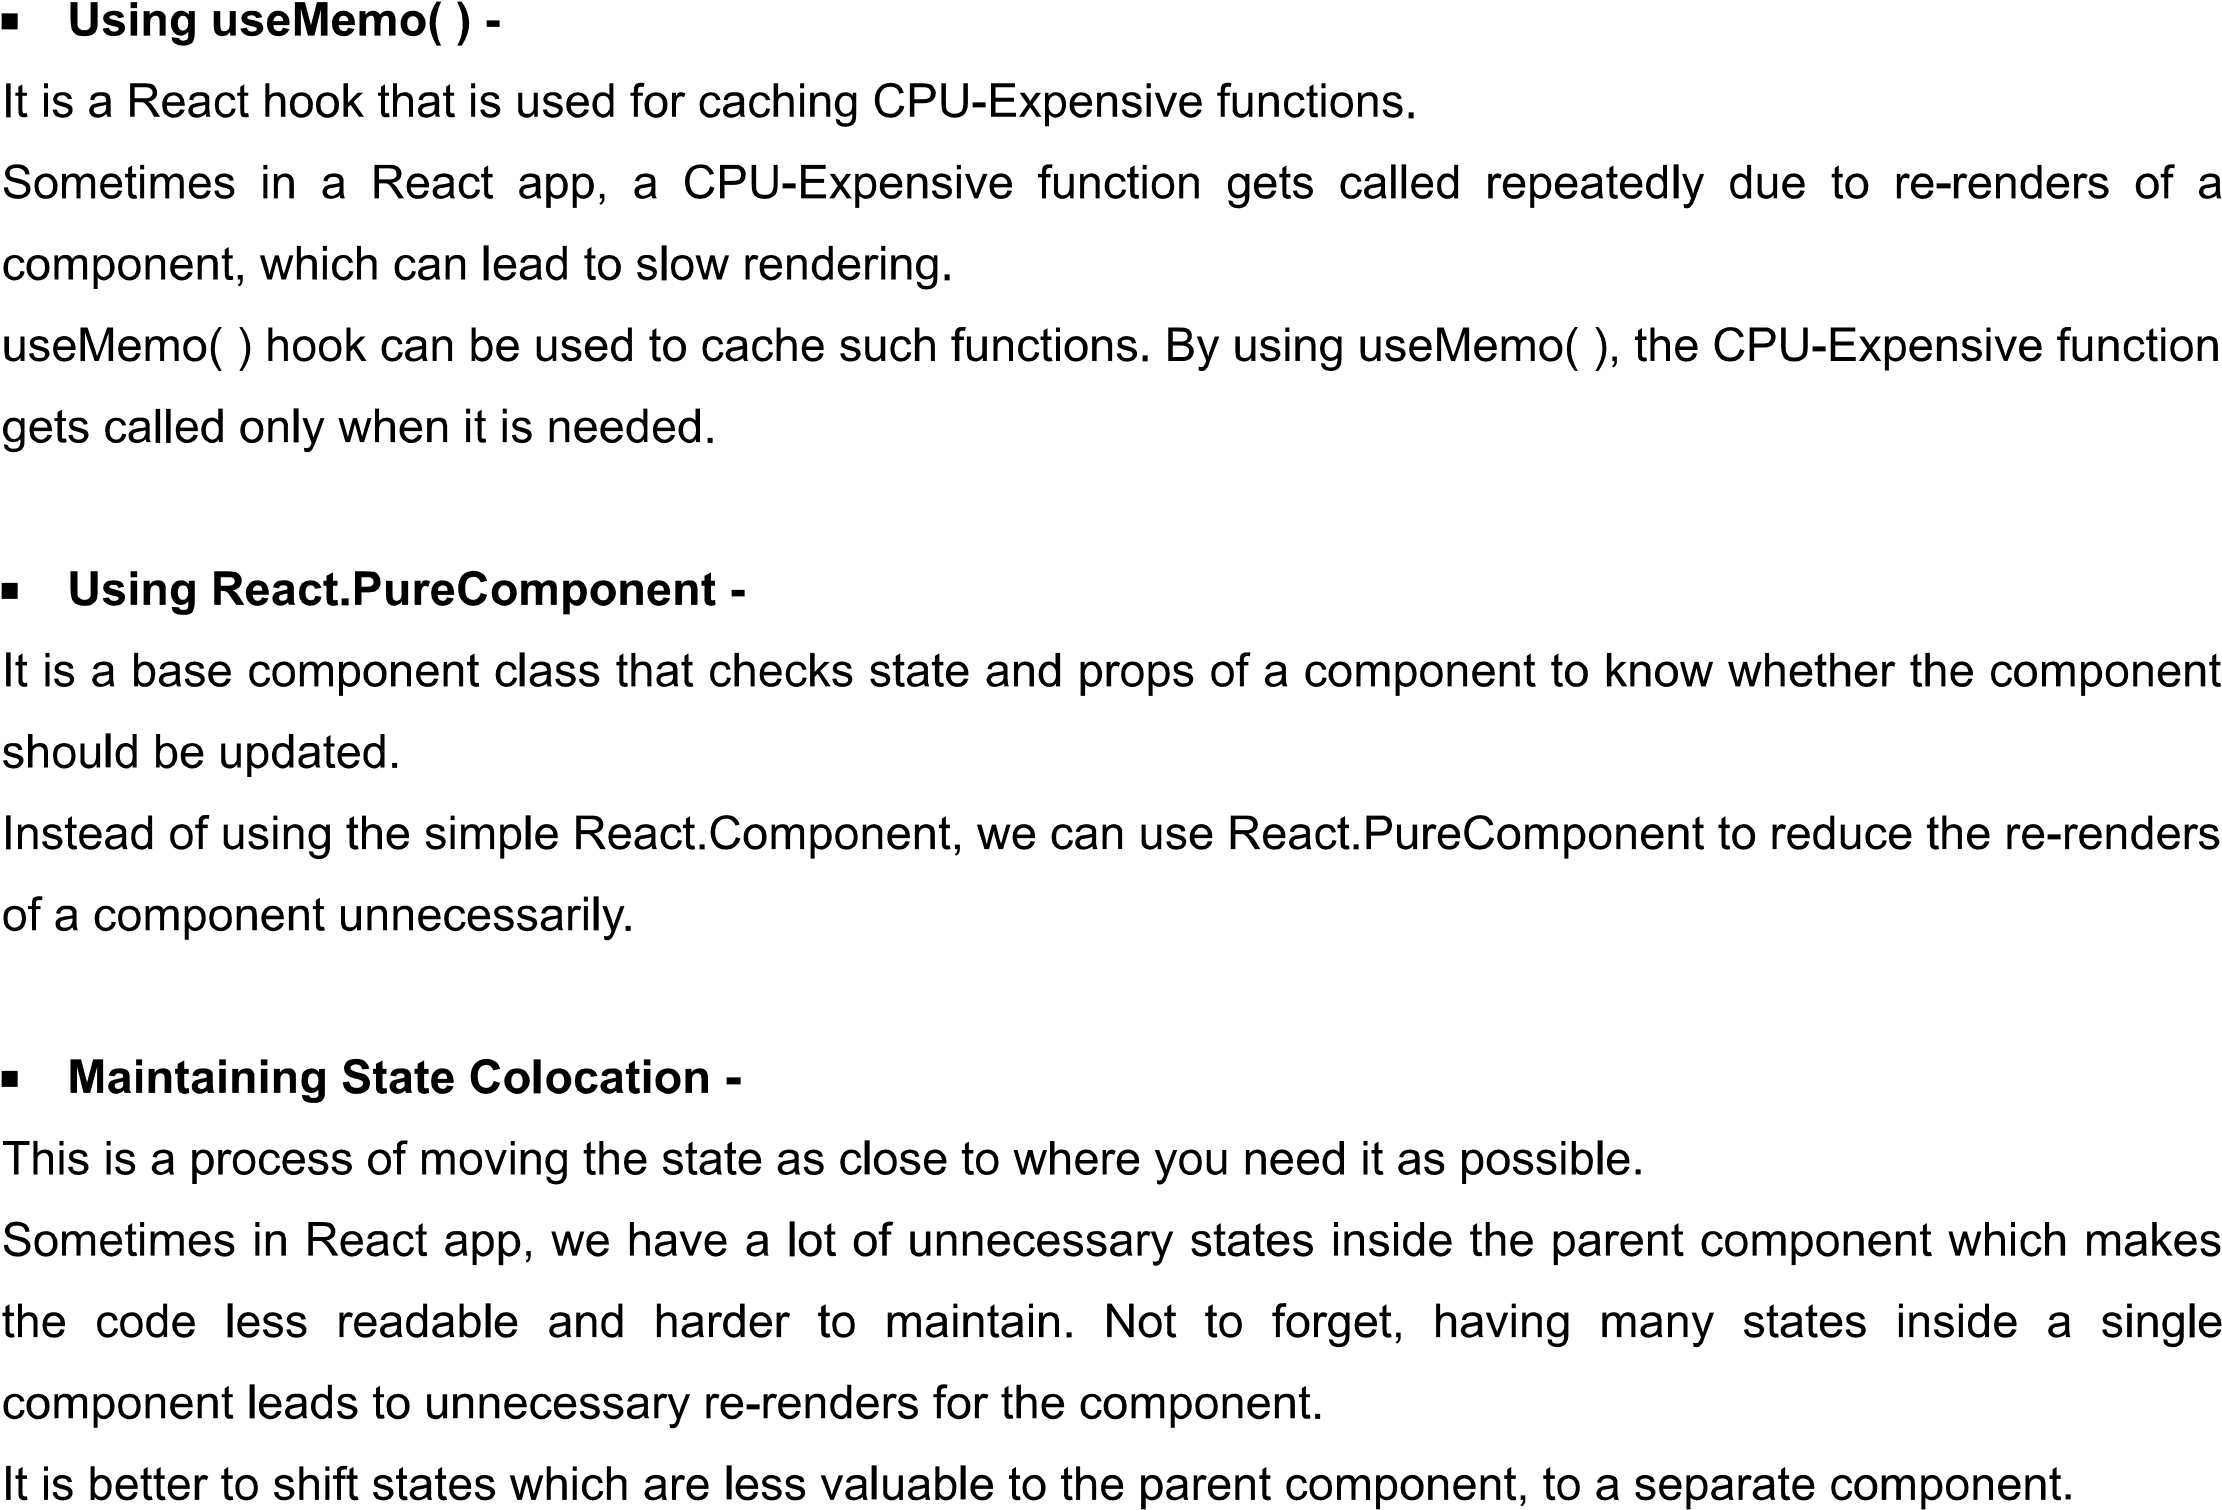 ▪ Using useMemo( ) -
It is a React hook that is used for caching CPU-Expensive functions.
Sometimes in a React app, a CPU-Expensive function gets called repeatedly due to re-renders of a
component, which can lead to slow rendering.
useMemo( ) hook can be used to cache such functions. By using useMemo( ), the CPU-Expensive function
gets called only when it is needed.
▪ Using React.PureComponent -
It is a base component class that checks state and props of a component to know whether the component
should be updated.
Instead of using the simple React.Component, we can use React.PureComponent to reduce the re-renders
of a component unnecessarily.
▪ Maintaining State Colocation -
This is a process of moving the state as close to where you need it as possible.
Sometimes in React app, we have a lot of unnecessary states inside the parent component which makes
the code less readable and harder to maintain. Not to forget, having many states inside a single
component leads to unnecessary re-renders for the component.
It is better to shift states which are less valuable to the parent component, to a separate component.